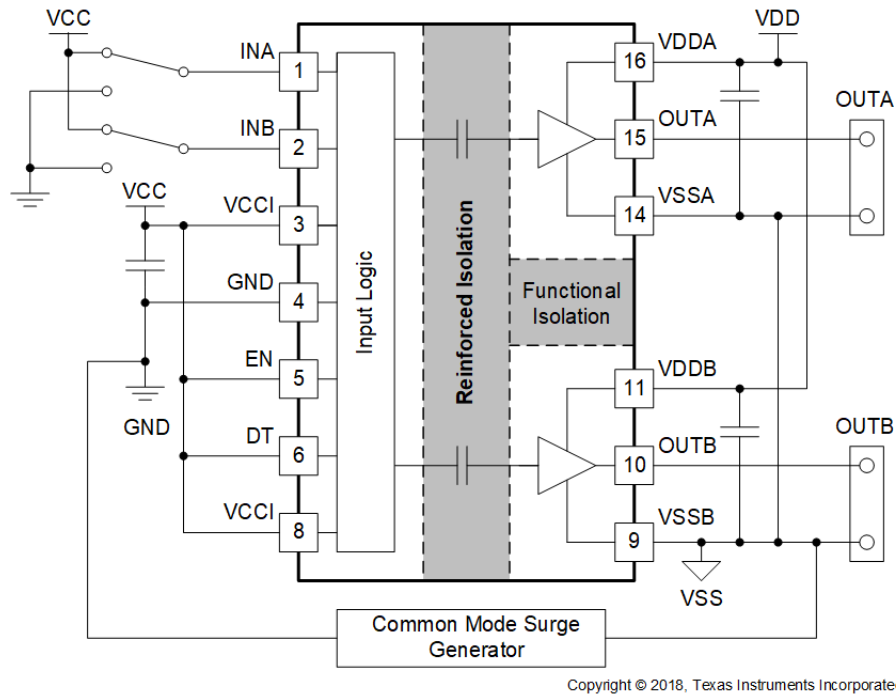 VCC
VDD
INA
1
16
VDDA
OUTA
INB
2
15
OUTA
VCC
VCCI
3
14
VSSA
GND
4
Input Logic
Reinforced Isolation
Functional
Isolation
EN
5
GND
11
VDDB
DT
6
10
OUTB
OUTB
VCCI
8
9
VSSB
VSS
Common Mode Surge
Generator
Copyright © 2018, Texas Instruments Incorporate